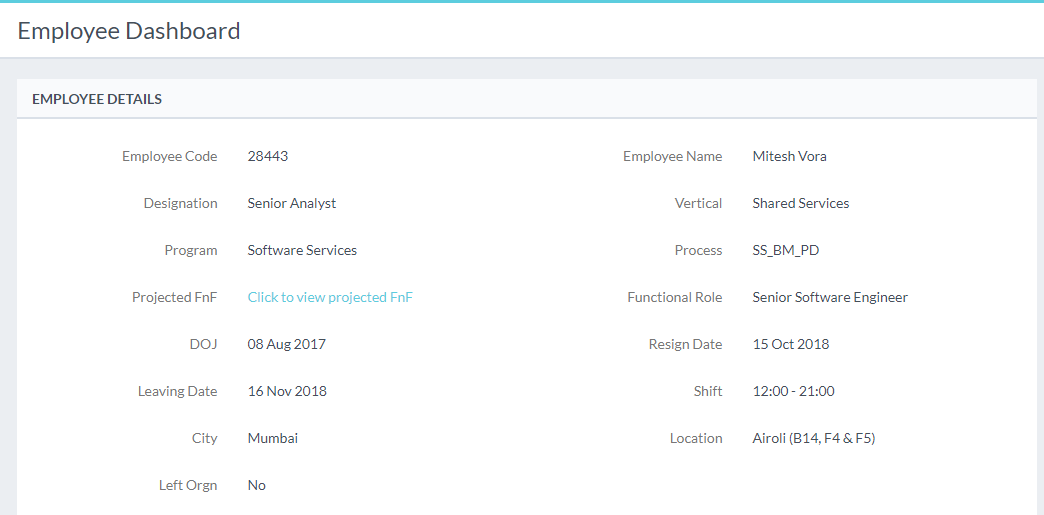 Employee Dashboard
EMPLOYEE DETAILS
Employee Code 28443 Employee Name Mitesh Vora
Designation Senior Analyst Vertical Shared Services
Program Software Services Process SS_BM_PD
Projected FnF Click to view projected FnF Functional Role Senior Software Engineer
DOJ 08 Aug 2017 Resign Date 15 Oct 2018
Leaving Date 16 Nov 2018 Shift 12:00 - 21:00
City Mumbai Location Airoli (B14, F4 & F5)
Left Orgn No